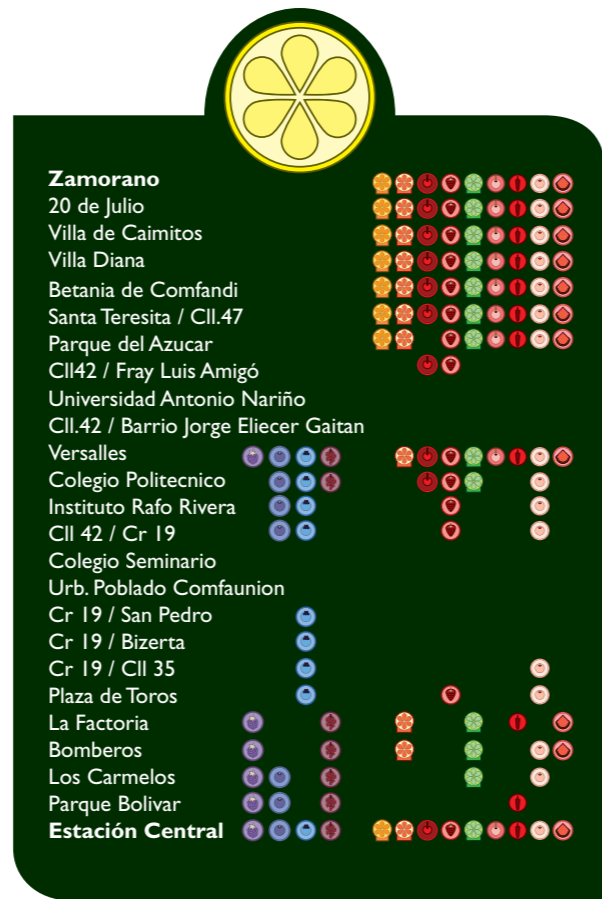 Zamorano
20 de Julio
Villa de Caimitos
Villa Diana
Betania de Comfandi
Santa Teresita / Cll.47
Parque del Azucar
Cll42 / Fray Luis Amigó
Universidad Antonio Nariño
Cll.42 / Barrio Jorge Eliecer Gaitan
Versalles
Colegio Politecnico
Instituto Rafo Rivera
Cll 42 / Cr 19
Colegio Seminario
Urb. Poblado Comfaunion
Cr 19 / San Pedro
Cr 19 / Bizerta
Cr 19 / Cll 35
Plaza de Toros
La Factoria
Bomberos
Los Carmelos
Parque Bolivar
Estación Central